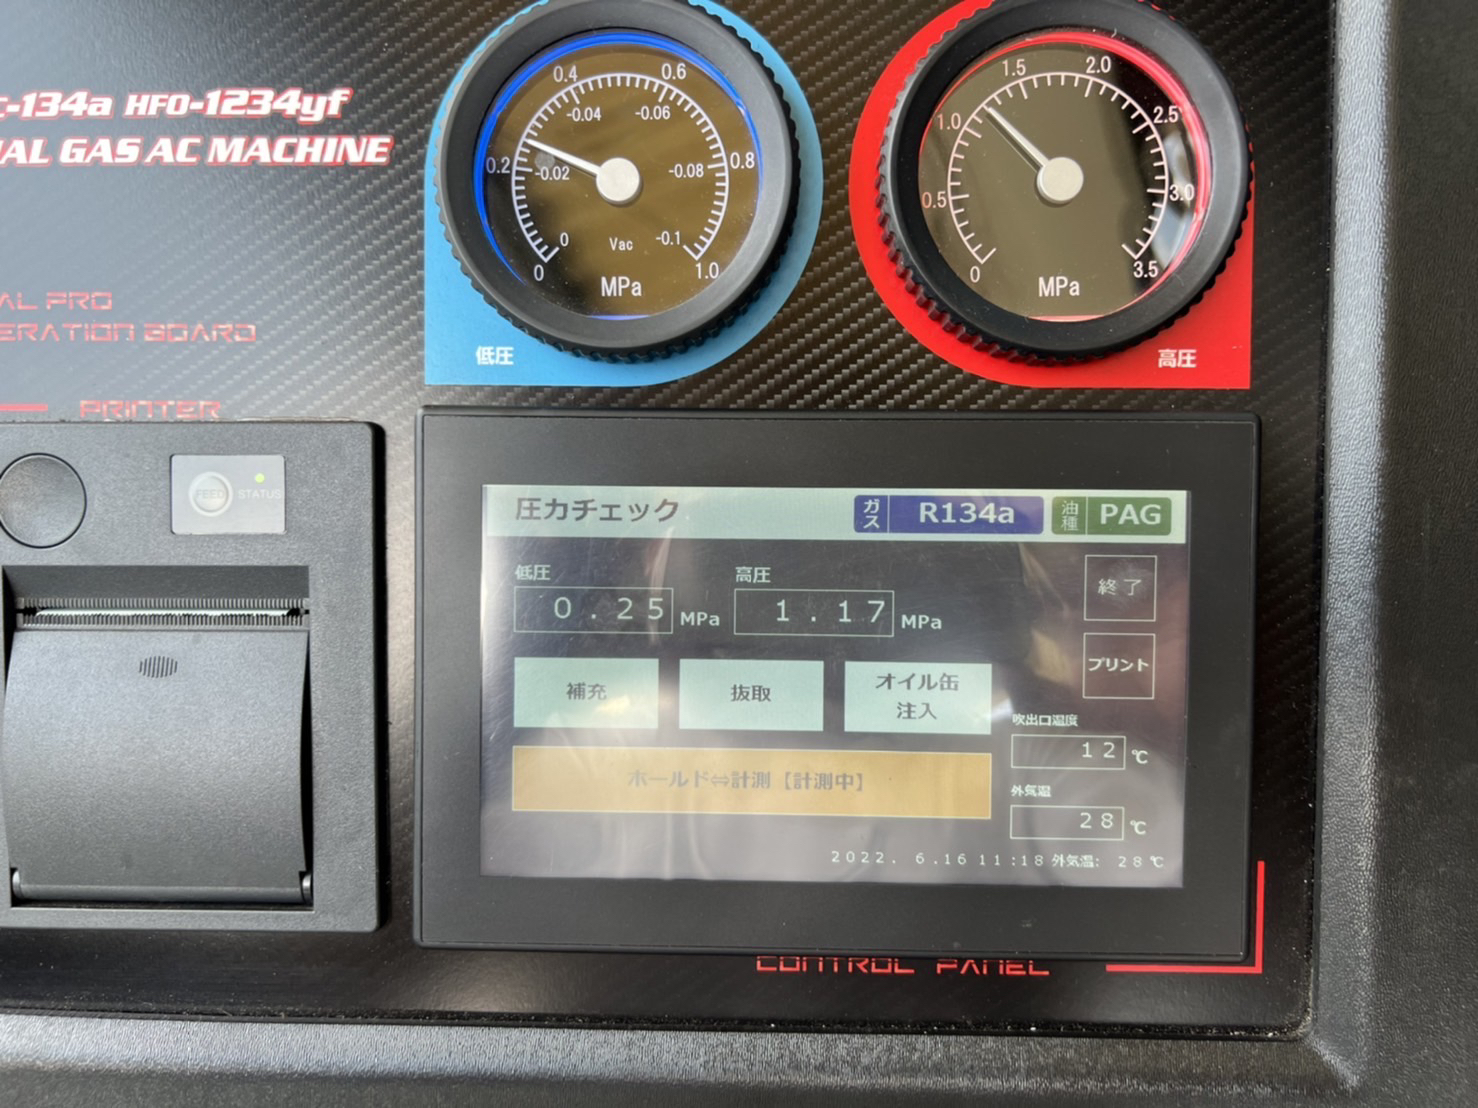 C-134a HFO-1234yf
AL GAS AC MACHINE
0.4 0.6
-0.04 -0.06
0.2 -0.02 -0.08 0.8
0 Vac -0.1
0 MPa 1.0
低圧
1.5 2.0
1.0 2.5
0.5 3.0
0 MPa 3.5
高圧
AL PRO
ERATION BOARD
PRINTER
FEED STATUS
圧力チェック ガス R134a 油種 PAG
低圧 高圧
0.25 MPa 1.17 MPa
終了
プリント
補充 抜取 オイル缶
注入
吹出口温度
12 ℃
ホールド⇔計測【計測中】
外気温
28 ℃
2022. 6.16 11:18 外気温: 28℃
CONTROL PANEL